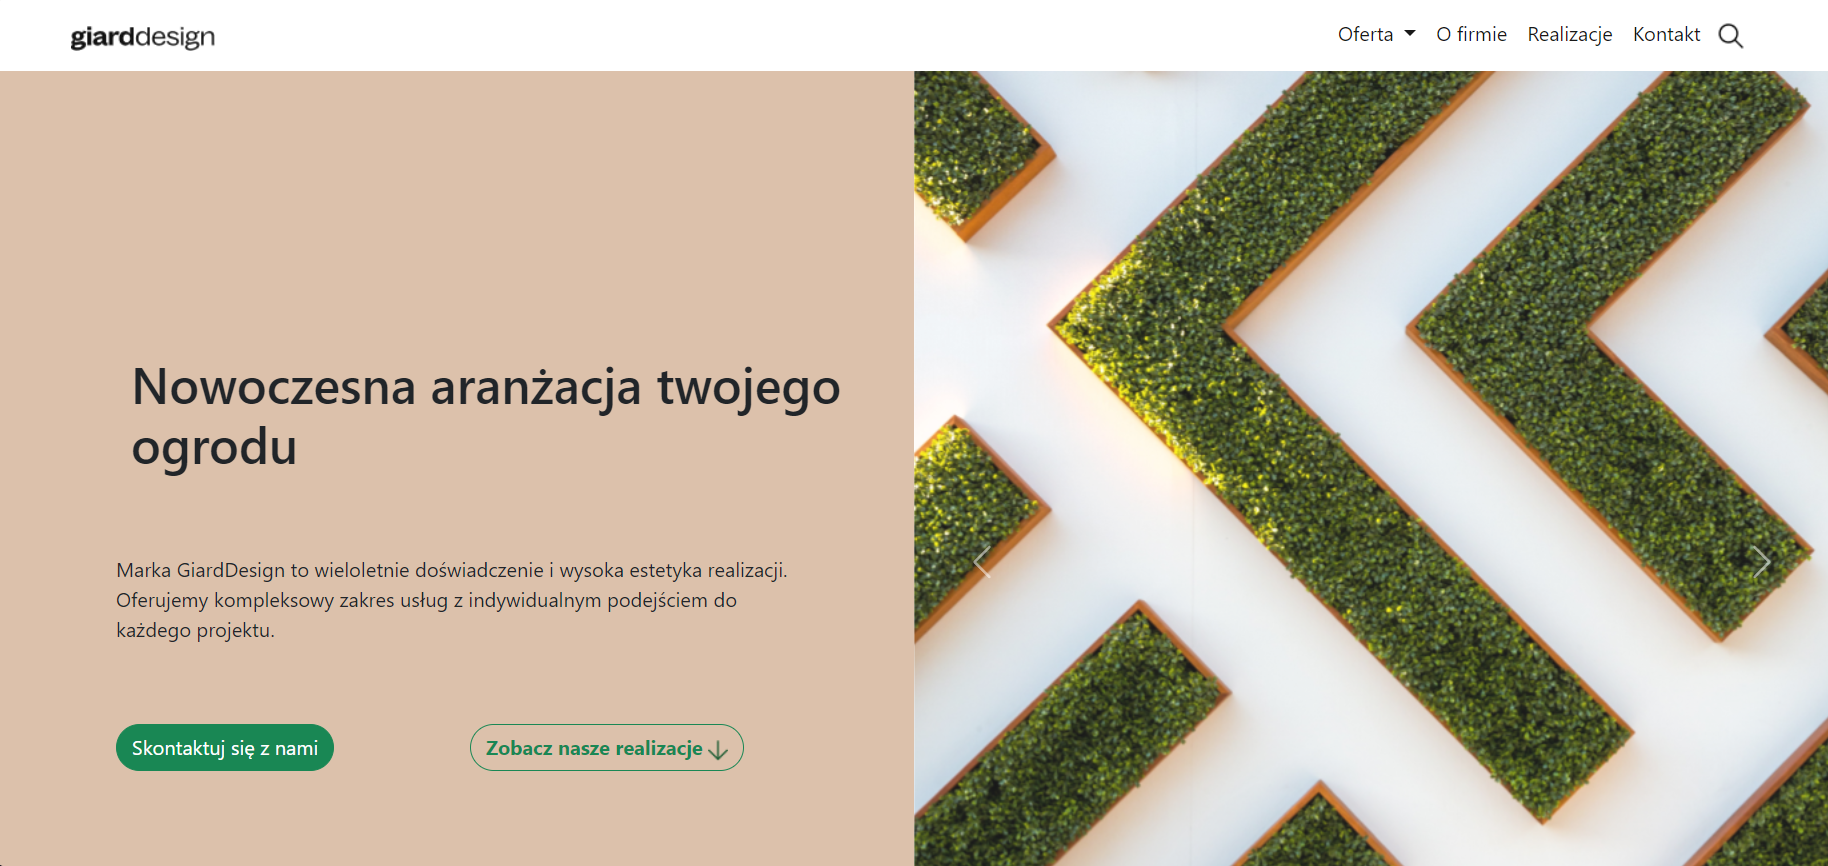 giarddesign
Oferta
O firmie
Realizacje
Kontakt
Nowoczesna aranżacja twojego
ogrodu
Marka GiardDesign to wieloletnie doświadczenie i wysoka estetyka realizacji.
Oferujemy kompleksowy zakres usług z indywidualnym podejściem do
każdego projektu.
Skontaktuj się z nami
Zobacz nasze realizacje